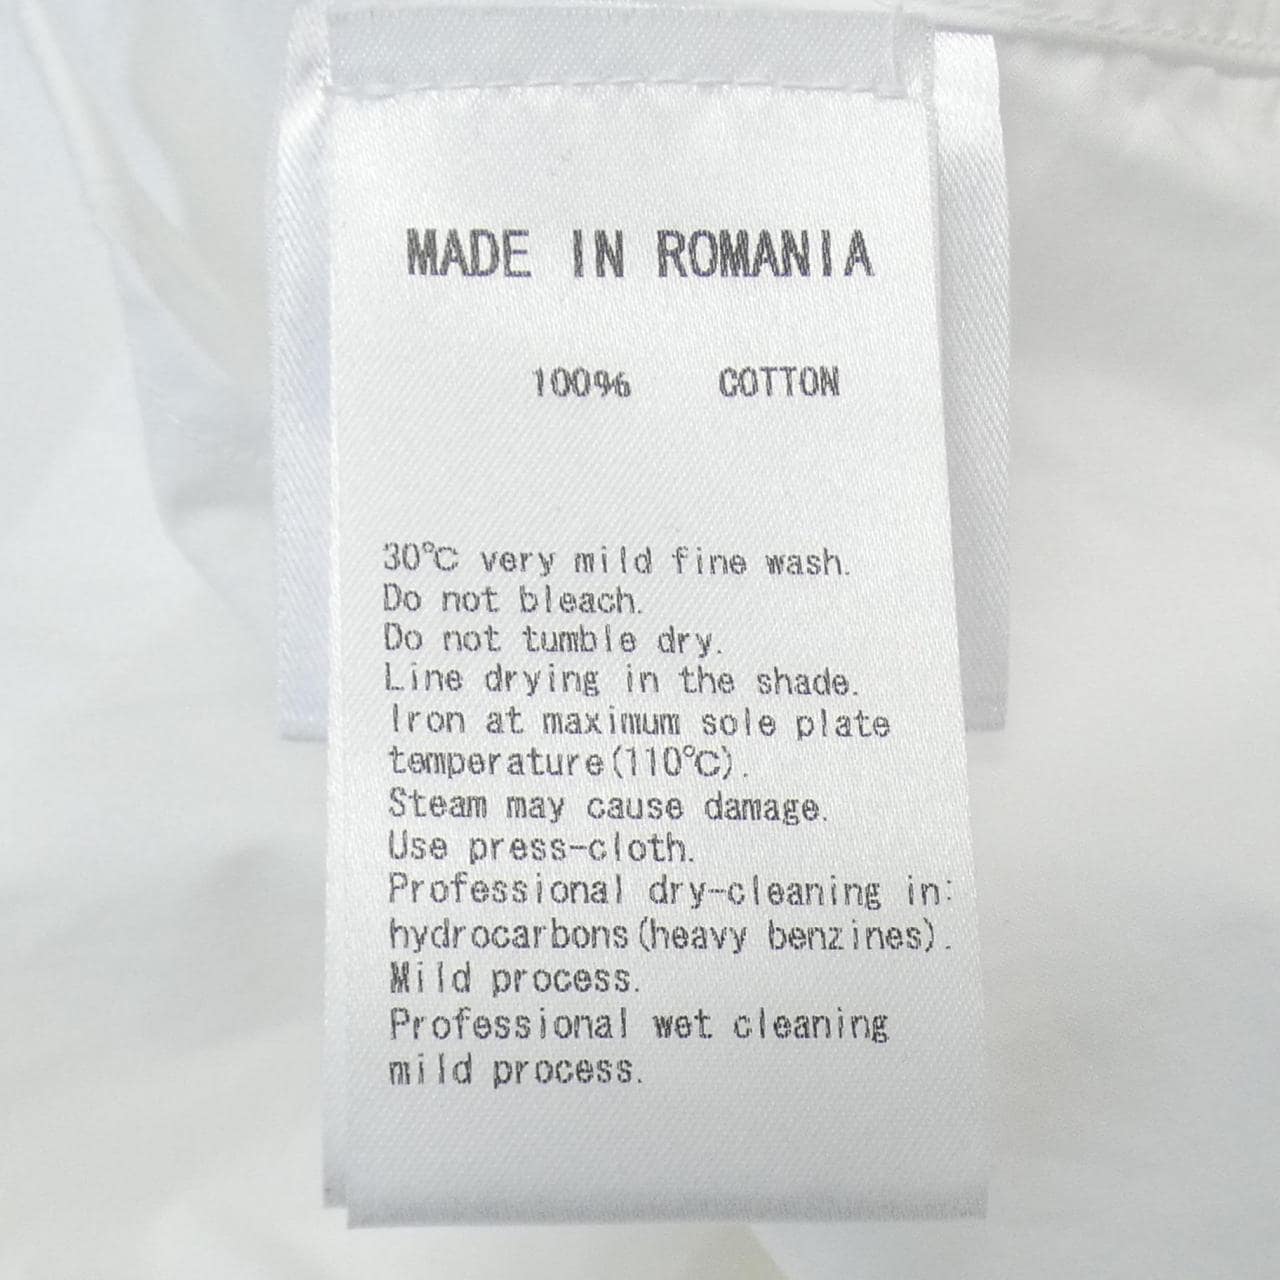 MADE IN ROMANIA
100% COTTON
30℃ very mild fine wash.
Do not bleach.
Do not tumble dry.
Line drying in the shade.
Iron at maximum sole plate
temperature(110℃).
Steam may cause damage.
Use press-cloth.
Professional dry-cleaning in:
hydrocarbons(heavy benzines).
Mild process.
Professional wet cleaning
mild process.